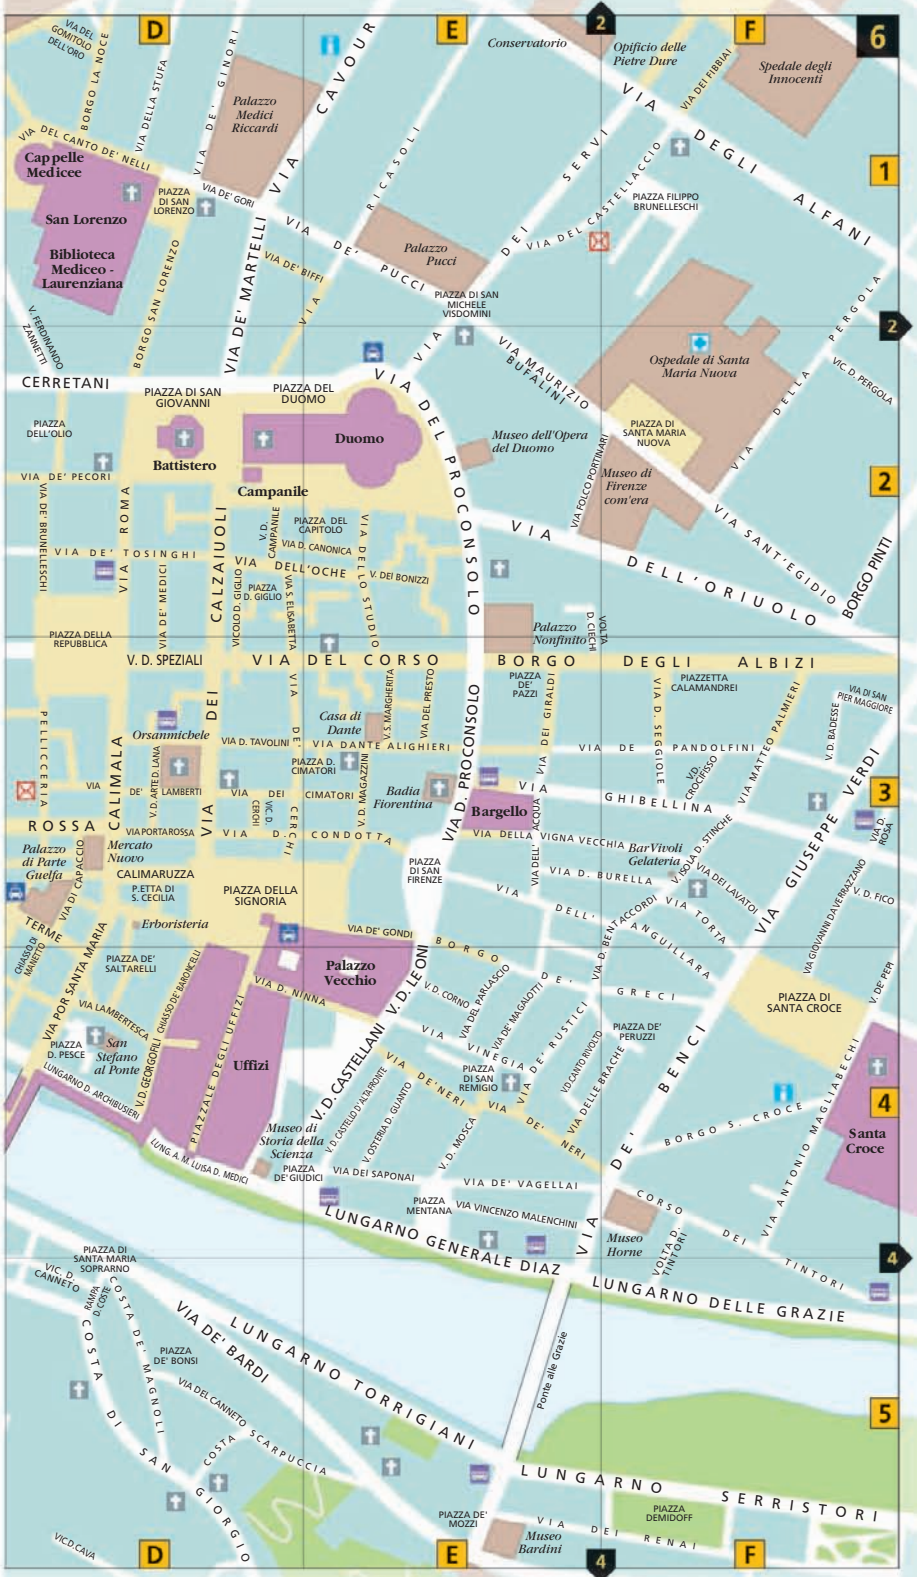 D
E
2
F
6
VIA DEL
GOMITOLO
DELL'ORO
BORGO LA NOCE
VIA DELLA STUFA
VIA DE' GINORI
VIA CAVOUR
Conservatorio
Opificio delle
Pietre Dure
VIA DEI FIBBIAI
Spedale degli
Innocenti
Palazzo
Medici
Riccardi
VIA DEGLI ALFANI
VIA DEL CANTO DE' NELLI
Cappelle
Medicee
1
San Lorenzo
PIAZZA
DI SAN
LORENZO
VIA DE' GORI
VIA RICASOLI
VIA DEI SERVI
VIA DEL CASTELLACCIO
PIAZZA FILIPPO
BRUNELLESCHI
Biblioteca
Mediceo -
Laurenziana
BORGO SAN LORENZO
VIA DE' MARTELLI
VIA DE' BIFFI
VIA DE' PUCCI
Palazzo
Pucci
PIAZZA DI SAN
MICHELE
VISDOMINI
V. FERDINANDO
ZANNETTI
2
VIA MAURIZIO
BUFALINI
Ospedale di Santa
Maria Nuova
VIA DELLA PERGOLA
VIC. D. PERGOLA
CERRETANI
PIAZZA DI SAN
GIOVANNI
PIAZZA DEL
DUOMO
VIA DEL PROCONSOLO
PIAZZA
DELL'OLIO
Duomo
Battistero
Campanile
Museo dell'Opera
del Duomo
PIAZZA DI
SANTA MARIA
NUOVA
VIA FOLCO PORTINARI
Museo di
Firenze
com'era
2
VIA DE' PECORI
VIA DE' BRUNELLESCHI
VIA ROMA
CALZAIUOLI
V. D.
CAMPANILE
PIAZZA DEL
CAPITOLO
VIA D. CANONICA
VIA DELLO STUDIO
VIA DE' TOSINGHI
VIA DELL'OCHE
V. DEI BONIZZI
VIA DELL'ORIUOLO
VIA SANT'EGIDIO
BORGO PINTI
VIA DE' MEDICI
VICOLO D. GIGLIO
PIAZZA
D. GIGLIO
VIA S. ELISABETTA
Palazzo
Nonfinito
VOLTA
D. CIECHI
PIAZZA DELLA
REPUBBLICA
V. D. SPEZIALI
VIA DEL CORSO
BORGO DEGLI ALBIZI
PIAZZA
DE'
PAZZI
PIAZZETTA
CALAMANDREI
VIA DI SAN
PIER MAGGIORE
PELLICCERIA
CALIMALA
Orsanmichele
VIA DEI
Casa di
Dante
V. S. MARGHERITA
VIA DEL PRESTO
VIA DEI GIRALDI
VIA D. SEGGIOLE
VIA MATTEO PALMIERI
V. D. BADESSE
VIA D. TAVOLINI
VIA DANTE ALIGHIERI
VIA DE PANDOLFINI
V. D. ARTE D. LANA
PIAZZA D.
CIMATORI
V. D. MAGAZZINI
V.D.
CROCIFISSO
VIA DE' LAMBERTI
VIA DEI CIMATORI
VIC. D.
CERCHI
VIA DE' CERCHI
Badia
Fiorentina
VIA D. PROCONSOLO
Bargello
VIA GHIBELLINA
3
VIA GIUSEPPE VERDI
VIA D.
ROSA
ROSSA
VIA PORTAROSSA
VIA D. CONDOTTA
VIA DELLA VIGNA VECCHIA
VIA DELL' ACQUA
Bar Vivoli
Gelateria
V. ISOLA D. STINCHE
Palazzo
di Parte
Guelfa
VIA DI CAPACCIO
Mercato
Nuovo
CALIMARUZZA
P.ETTA DI
S. CECILIA
PIAZZA DELLA
SIGNORIA
PIAZZA
DI SAN
FIRENZE
VIA D. BURELLA
VIA DEI LAVATOI
V. D. FICO
Erboristeria
VIA DE' GONDI
VIA DELL' ANGUILLARA
VIA D. BENTACCORDI
VIA TORTA
VIA GIOVANNI DA VERRAZZANO
TERME
CHIASSO DI
MANETTO
VIA POR SANTA MARIA
PIAZZA DE'
SALTARELLI
CHIASSO DE' BARONCELLI
Palazzo
Vecchio
VIA D. NINNA
V. D. LEONI
BORGO DE' GRECI
V. DE' PEPI
V. D. CORNO
VIA DEL PARLASCIO
VIA DE' MAGALOTTI
PIAZZA DI
SANTA CROCE
VIA LAMBERTESCA
PIAZZA
D. PESCE
San
Stefano
al Ponte
V. D. GEORGOFILI
PIAZZALE DEGLI UFFIZI
Uffizi
V. D. CASTELLANI
VIA VINEGIA
VIA DE' RUSTICI
PIAZZA DE'
PERUZZI
VIA DE' BENCI
LUNGARNO D. ARCHIBUSIERI
VIA DE' NERI
PIAZZA
DI SAN
REMIGIO
VIA DE' NERI
V.D CANTO RIVOLTO
VIA DELLE BRACHE
V. D. CASTELLO D'ALTAFRONTE
V. OSTERIA D. GUANTO
V. D. MOSCA
BORGO S. CROCE
VIA ANTONIO MAGLIABECHI
4
Santa
Croce
Museo di
Storia della
Scienza
LUNG. A. M. LUISA D. MEDICI
PIAZZA
DE' GIUDICI
VIA DEI SAPONAI
VIA DE' VAGELLAI
PIAZZA
MENTANA
VIA VINCENZO MALENCHINI
CORSO DEI TINTORI
Museo
Horne
VOLTA D.
TINTORI
LUNGARNO GENERALE DIAZ
LUNGARNO DELLE GRAZIE
4
PIAZZA DI
SANTA MARIA
SOPRARNO
VIC. D.
CANNETO
RAMPA
D. COSTE
COSTA DE' MAGNOLI
VIA DE' BARDI
LUNGARNO TORRIGIANI
PIAZZA
DE' BONSI
Ponte alle Grazie
COSTA DI SAN GIORGIO
VIA DEL CANNETO
COSTA SCARPUCCIA
5
LUNGARNO SERRISTORI
PIAZZA DE'
MOZZI
Museo
Bardini
VIA DEI RENAI
PIAZZA
DEMIDOFF
VIC D. CAVA
D
E
4
F